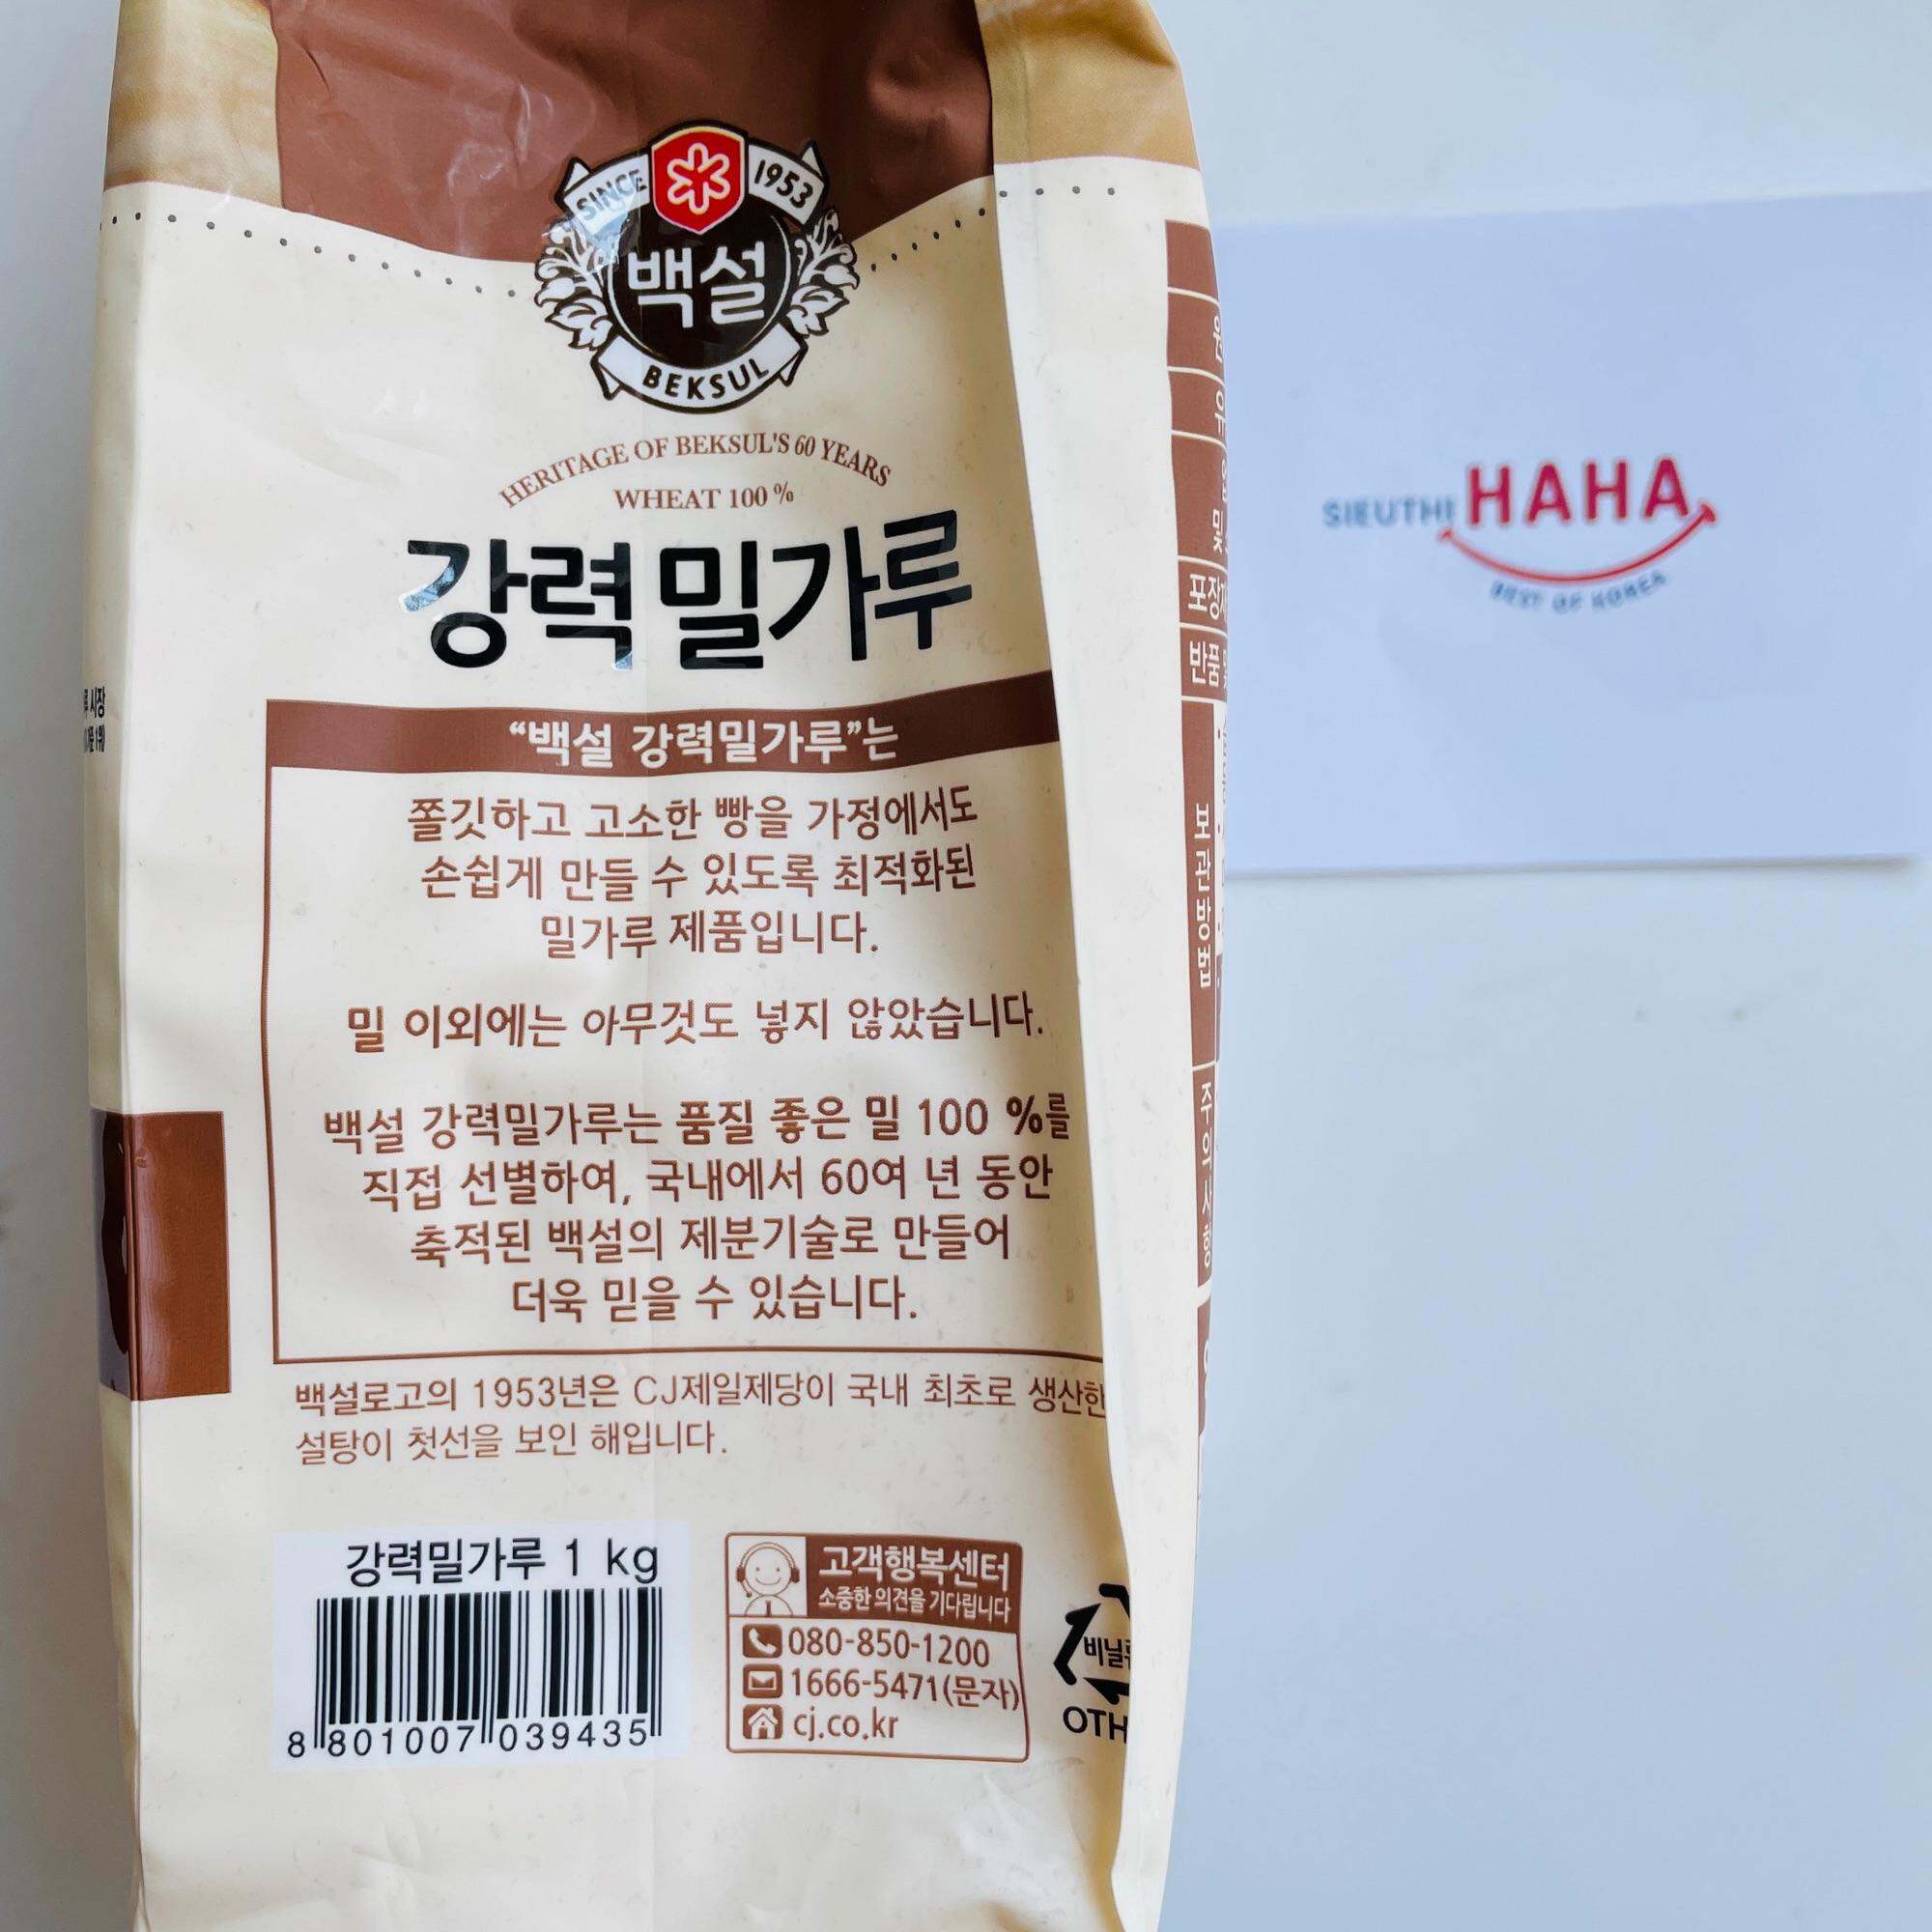 SINCE 1953
백설
BEKSUL
HERITAGE OF BEKSUL'S 60 YEARS
WHEAT 100 %
강력밀가루
“백설 강력밀가루”는
쫄깃하고 고소한 빵을 가정에서도
손쉽게 만들 수 있도록 최적화된
밀가루 제품입니다.
밀 이외에는 아무것도 넣지 않았습니다.
백설 강력밀가루는 품질 좋은 밀 100 %를
직접 선별하여, 국내에서 60여 년 동안
축적된 백설의 제분기술로 만들어
더욱 믿을 수 있습니다.
백설로고의 1953년은 CJ제일제당이 국내 최초로 생산한
설탕이 첫선을 보인 해입니다.
강력밀가루 1 kg
8 801007 039435
고객행복센터
소중한 의견을 기다립니다
080-850-1200
1666-5471(문자)
cj.co.kr
비닐
OTH
시장
포장
반품
보관방법
주의사항
SIEUTHI HAHA
BEST OF KOREA